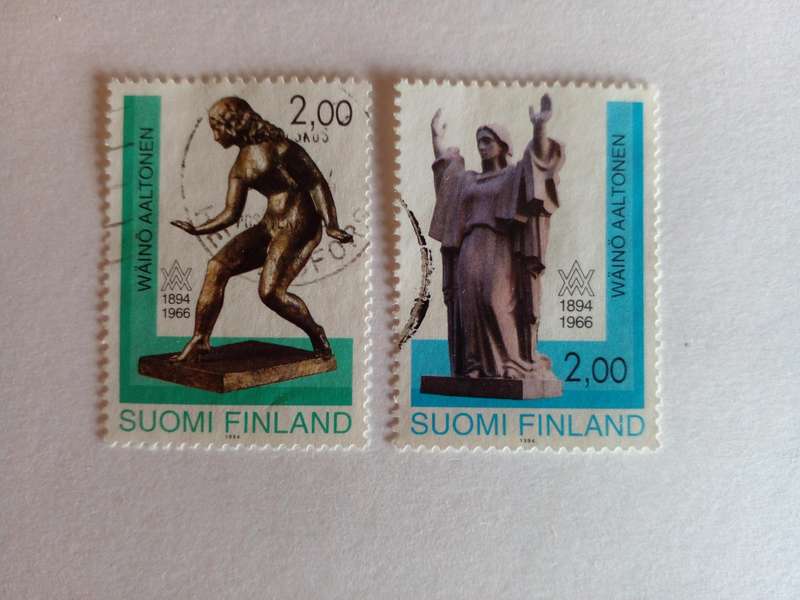 2,00
WÄINÖ AALTONEN
1894
1966
SUOMI FINLAND
1994
WÄINÖ AALTONEN
1894
1966
2,00
SUOMI FINLAND
1994